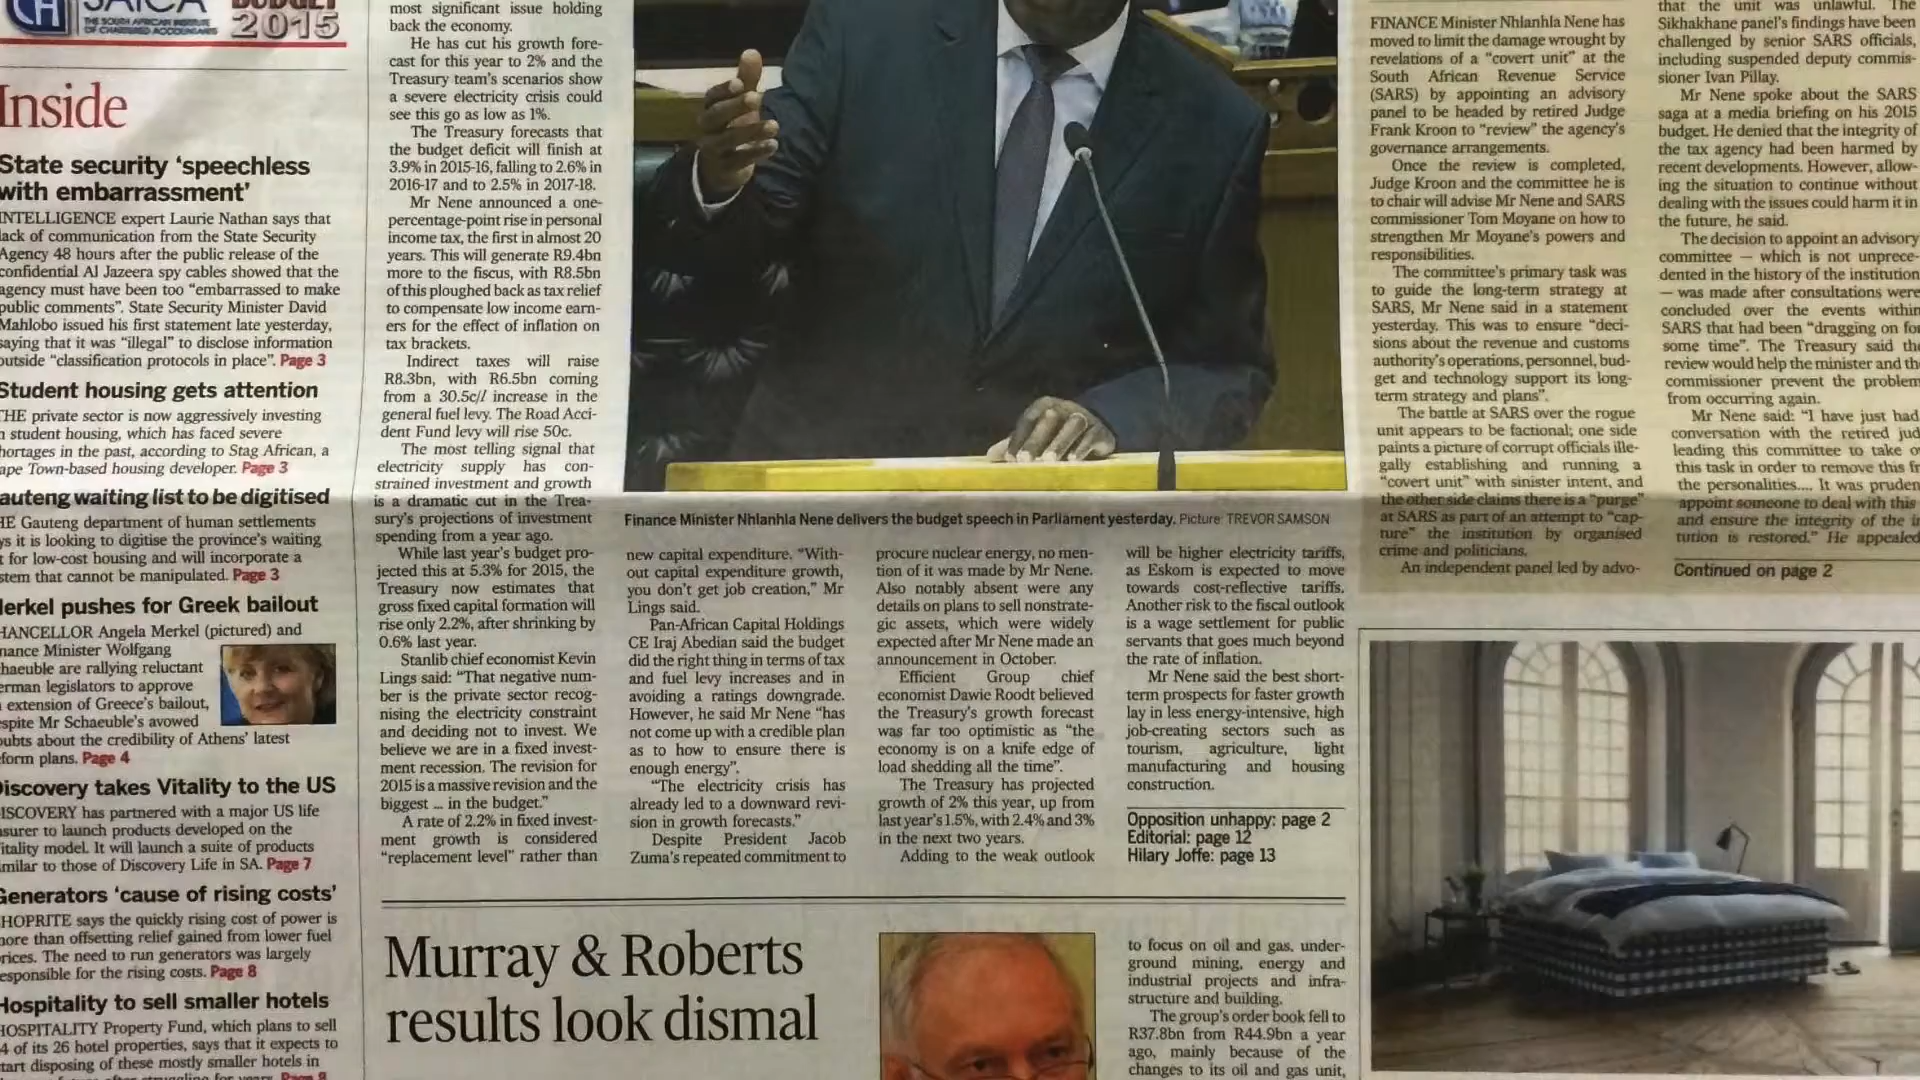 SAICA
THE SOUTH AFRICAN INSTITUTE
OF CHARTERED ACCOUNTANTS
BUDGET
2015
Inside
State security ‘speechless
with embarrassment’
INTELLIGENCE expert Laurie Nathan says that
lack of communication from the State Security
Agency 48 hours after the public release of the
confidential Al Jazeera spy cables showed that the
agency must have been too “embarrassed to make
public comments”. State Security Minister David
Mahlobo issued his first statement late yesterday,
saying that it was “illegal” to disclose information
outside “classification protocols in place”. Page 3
Student housing gets attention
THE private sector is now aggressively investing
n student housing, which has faced severe
hortages in the past, according to Stag African, a
ape Town-based housing developer. Page 3
auteng waiting list to be digitised
HE Gauteng department of human settlements
ys it is looking to digitise the province’s waiting
t for low-cost housing and will incorporate a
stem that cannot be manipulated. Page 3
Merkel pushes for Greek bailout
HANCELLOR Angela Merkel (pictured) and
nance Minister Wolfgang
haeuble are rallying reluctant
erman legislators to approve
extension of Greece’s bailout,
espite Mr Schaeuble’s avowed
oubts about the credibility of Athens’ latest
form plans. Page 4
Discovery takes Vitality to the US
ISCOVERY has partnered with a major US life
surer to launch products developed on the
itality model. It will launch a suite of products
imilar to those of Discovery Life in SA. Page 7
Generators ‘cause of rising costs’
HOPRITE says the quickly rising cost of power is
ore than offsetting relief gained from lower fuel
rices. The need to run generators was largely
esponsible for the rising costs. Page 8
Hospitality to sell smaller hotels
HOSPITALITY Property Fund, which plans to sell
4 of its 26 hotel properties, says that it expects to
tart disposing of these mostly smaller hotels in
most significant issue holding
back the economy.
He has cut his growth fore-
cast for this year to 2% and the
Treasury team’s scenarios show
a severe electricity crisis could
see this go as low as 1%.
The Treasury forecasts that
the budget deficit will finish at
3.9% in 2015-16, falling to 2.6% in
2016-17 and to 2.5% in 2017-18.
Mr Nene announced a one-
percentage-point rise in personal
income tax, the first in almost 20
years. This will generate R9.4bn
more to the fiscus, with R8.5bn
of this ploughed back as tax relief
to compensate low income earn-
ers for the effect of inflation on
tax brackets.
Indirect taxes will raise
R8.3bn, with R6.5bn coming
from a 30.5c/l increase in the
general fuel levy. The Road Acci-
dent Fund levy will rise 50c.
The most telling signal that
electricity supply has con-
strained investment and growth
is a dramatic cut in the Trea-
sury’s projections of investment
spending from a year ago.
While last year’s budget pro-
jected this at 5.3% for 2015, the
Treasury now estimates that
gross fixed capital formation will
rise only 2.2%, after shrinking by
0.6% last year.
Stanlib chief economist Kevin
Lings said: “That negative num-
ber is the private sector recog-
nising the electricity constraint
and deciding not to invest. We
believe we are in a fixed invest-
ment recession. The revision for
2015 is a massive revision and the
biggest ... in the budget.”
A rate of 2.2% in fixed invest-
ment growth is considered
“replacement level” rather than
Finance Minister Nhlanhla Nene delivers the budget speech in Parliament yesterday. Picture: TREVOR SAMSON
new capital expenditure. “With-
out capital expenditure growth,
you don’t get job creation,” Mr
Lings said.
Pan-African Capital Holdings
CE Iraj Abedian said the budget
did the right thing in terms of tax
and fuel levy increases and in
avoiding a ratings downgrade.
However, he said Mr Nene “has
not come up with a credible plan
as to how to ensure there is
enough energy”.
“The electricity crisis has
already led to a downward revi-
sion in growth forecasts.”
Despite President Jacob
Zuma’s repeated commitment to
procure nuclear energy, no men-
tion of it was made by Mr Nene.
Also notably absent were any
details on plans to sell nonstrate-
gic assets, which were widely
expected after Mr Nene made an
announcement in October.
Efficient Group chief
economist Dawie Roodt believed
the Treasury’s growth forecast
was far too optimistic as “the
economy is on a knife edge of
load shedding all the time”.
The Treasury has projected
growth of 2% this year, up from
last year’s 1.5%, with 2.4% and 3%
in the next two years.
Adding to the weak outlook
will be higher electricity tariffs,
as Eskom is expected to move
towards cost-reflective tariffs.
Another risk to the fiscal outlook
is a wage settlement for public
servants that goes much beyond
the rate of inflation.
Mr Nene said the best short-
term prospects for faster growth
lay in less energy-intensive, high
job-creating sectors such as
tourism, agriculture, light
manufacturing and housing
construction.
Opposition unhappy: page 2
Editorial: page 12
Hilary Joffe: page 13
FINANCE Minister Nhlanhla Nene has
moved to limit the damage wrought by
revelations of a “covert unit” at the
South African Revenue Service
(SARS) by appointing an advisory
panel to be headed by retired Judge
Frank Kroon to “review” the agency’s
governance arrangements.
Once the review is completed,
Judge Kroon and the committee he is
to chair will advise Mr Nene and SARS
commissioner Tom Moyane on how to
strengthen Mr Moyane’s powers and
responsibilities.
The committee’s primary task was
to guide the long-term strategy at
SARS, Mr Nene said in a statement
yesterday. This was to ensure “deci-
sions about the revenue and customs
authority’s operations, personnel, bud-
get and technology support its long-
term strategy and plans”.
The battle at SARS over the rogue
unit appears to be factional; one side
paints a picture of corrupt officials ille-
gally establishing and running a
“covert unit” with sinister intent, and
the other side claims there is a “purge”
at SARS as part of an attempt to “cap-
ture” the institution by organised
crime and politicians.
An independent panel led by advo-
that the unit was unlawful. The
Sikhakhane panel’s findings have been
challenged by senior SARS officials,
including suspended deputy commis-
sioner Ivan Pillay.
Mr Nene spoke about the SARS
saga at a media briefing on his 2015
budget. He denied that the integrity of
the tax agency had been harmed by
recent developments. However, allow-
ing the situation to continue without
dealing with the issues could harm it in
the future, he said.
The decision to appoint an advisory
committee — which is not unprece-
dented in the history of the institution
— was made after consultations were
concluded over the events within
SARS that had been “dragging on for
some time”. The Treasury said the
review would help the minister and the
commissioner prevent the problem
from occurring again.
Mr Nene said: “I have just had
conversation with the retired jud
leading this committee to take o
this task in order to remove this fr
the personalities.... It was pruden
appoint someone to deal with this
and ensure the integrity of the i
tution is restored.” He appealed
Continued on page 2
Murray & Roberts
results look dismal
to focus on oil and gas, under-
ground mining, energy and
industrial projects and infra-
structure and building.
The group’s order book fell to
R37.8bn from R44.9bn a year
ago, mainly because of the
changes to its oil and gas unit,